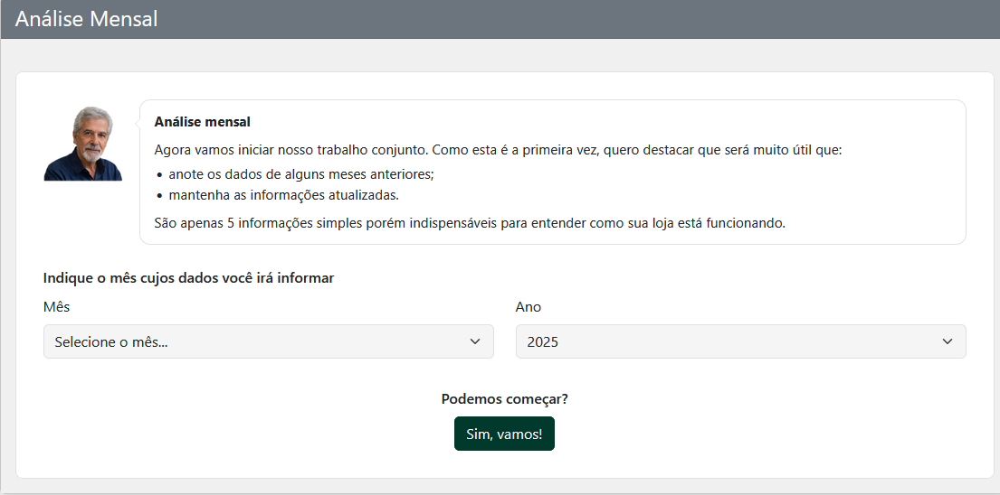 Análise Mensal
Análise mensal
Agora vamos iniciar nosso trabalho conjunto. Como esta é a primeira vez, quero destacar que será muito útil que:
• anote os dados de alguns meses anteriores;
• mantenha as informações atualizadas.
São apenas 5 informações simples porém indispensáveis para entender como sua loja está funcionando.
Indique o mês cujos dados você irá informar
Mês
Ano
Selecione o mês...
2025
Podemos começar?
Sim, vamos!